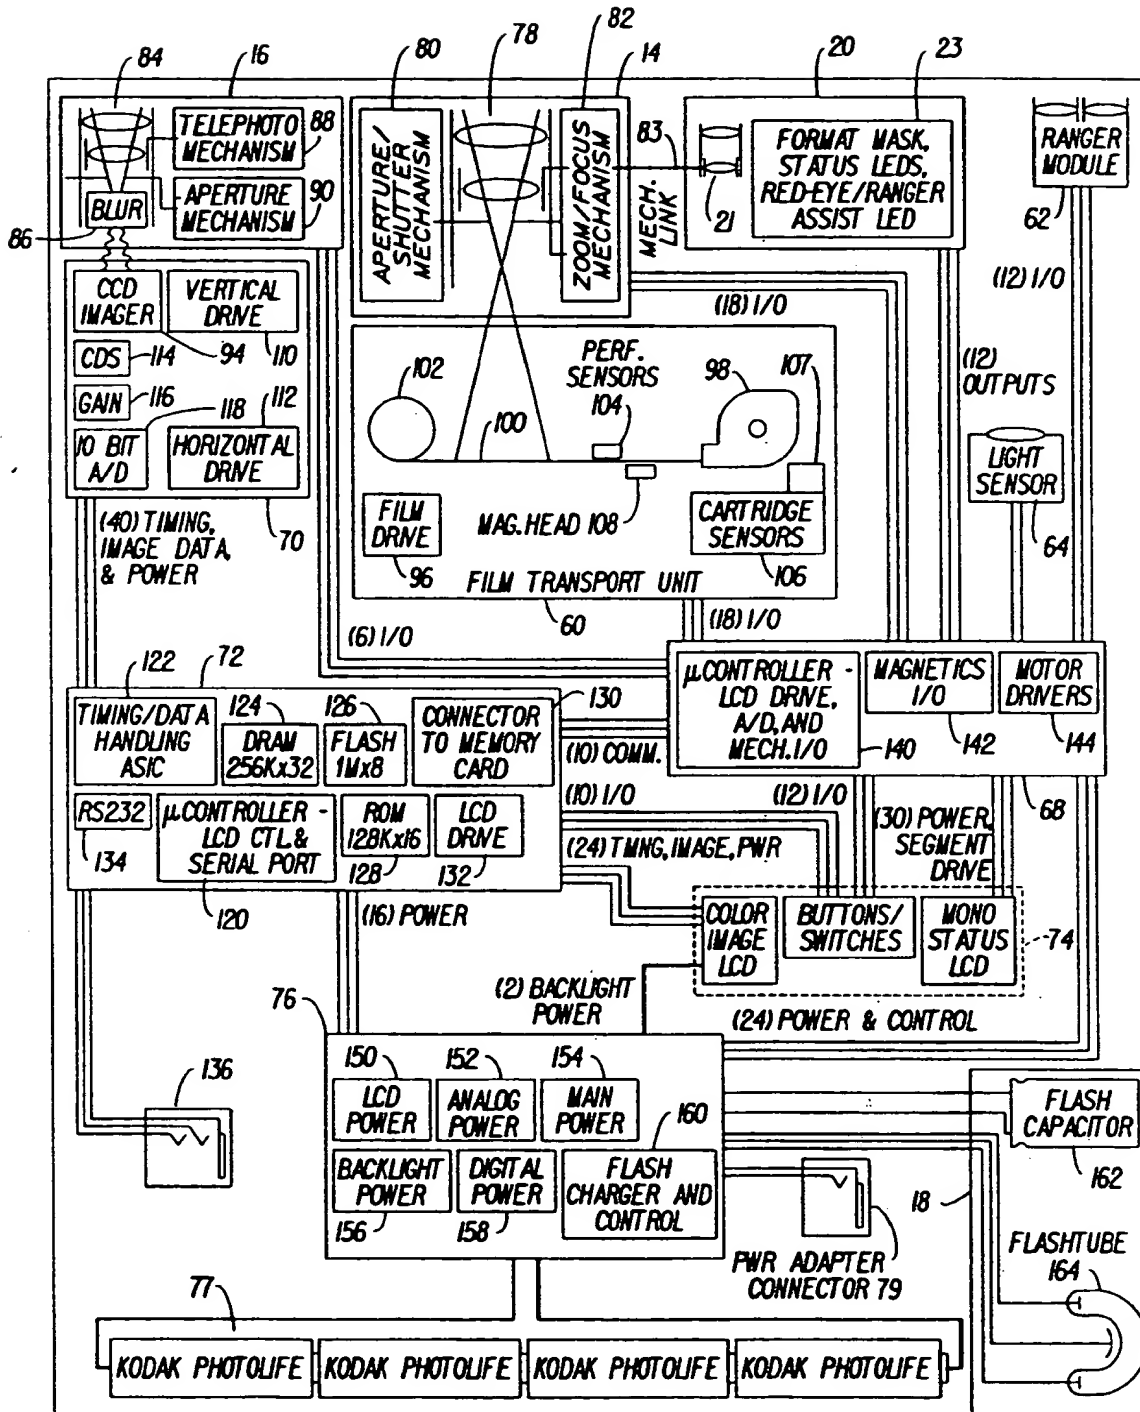 84
16
80
78
82
14
20
23
TELEPHOTO
MECHANISM
88
APERTURE
MECHANISM
90
BLUR
86
APERTURE/
SHUTTER
MECHANISM
ZOOM/FOCUS
MECHANISM
83
MECH.
LINK
21
FORMAT MASK,
STATUS LEDS,
RED-EYE/RANGER
ASSIST LED
RANGER
MODULE
62
(12) I/O
(18) I/O
CCD
IMAGER
94
VERTICAL
DRIVE
110
CDS
114
GAIN
116
118
112
10 BIT
A/D
HORIZONTAL
DRIVE
70
102
PERF.
SENSORS
104
98
107
100
FILM
DRIVE
96
MAG. HEAD 108
CARTRIDGE
SENSORS
106
FILM TRANSPORT UNIT
60
(12)
OUTPUTS
LIGHT
SENSOR
64
(40) TIMING,
IMAGE DATA,
& POWER
(6) I/O
(18) I/O
122
72
TIMING/DATA
HANDLING
ASIC
124
DRAM
256Kx32
126
FLASH
1Mx8
130
CONNECTOR
TO MEMORY
CARD
RS232
134
μCONTROLLER -
LCD CTL. &
SERIAL PORT
120
ROM
128Kx16
128
LCD
DRIVE
132
μCONTROLLER -
LCD DRIVE,
A/D, AND
MECH. I/O
140
MAGNETICS
I/O
142
MOTOR
DRIVERS
144
68
(10) COMM.
(10) I/O
(12) I/O
(24) TMNG, IMAGE, PWR
(30) POWER,
SEGMENT
DRIVE
(16) POWER
COLOR
IMAGE
LCD
BUTTONS/
SWITCHES
MONO
STATUS
LCD
74
(2) BACKLIGHT
POWER
(24) POWER & CONTROL
76
150
LCD
POWER
152
ANALOG
POWER
154
MAIN
POWER
160
BACKLIGHT
POWER
156
DIGITAL
POWER
158
FLASH
CHARGER AND
CONTROL
136
PWR ADAPTER
CONNECTOR 79
18
FLASH
CAPACITOR
162
FLASHTUBE
164
77
KODAK PHOTOLIFE KODAK PHOTOLIFE KODAK PHOTOLIFE KODAK PHOTOLIFE